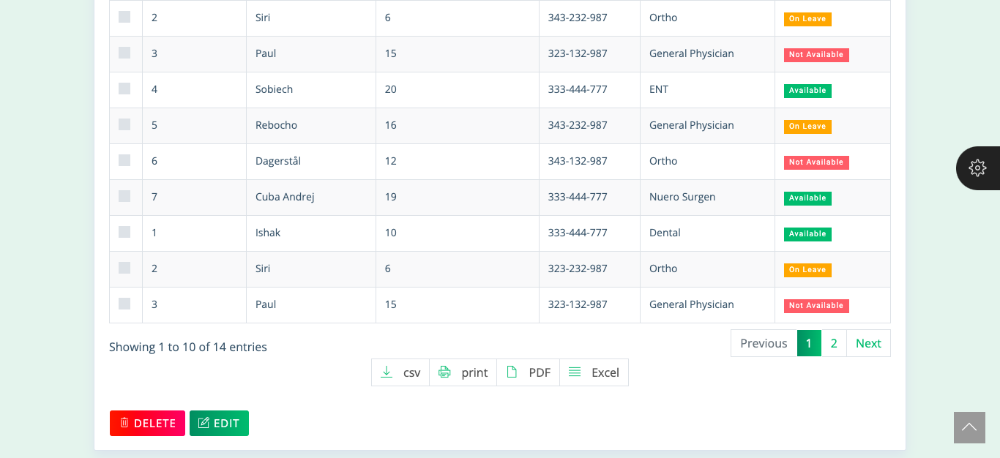 2 Siri 6 343-232-987 Ortho On Leave
3 Paul 15 323-132-987 General Physician Not Available
4 Sobiech 20 333-444-777 ENT Available
5 Rebocho 16 343-232-987 General Physician On Leave
6 Dagerstål 12 343-132-987 Ortho Not Available
7 Cuba Andrej 19 333-444-777 Nuero Surgen Available
1 Ishak 10 333-444-777 Dental Available
2 Siri 6 323-232-987 Ortho On Leave
3 Paul 15 323-132-987 General Physician Not Available
Showing 1 to 10 of 14 entries
Previous 1 2 Next
csv print PDF Excel
DELETE EDIT